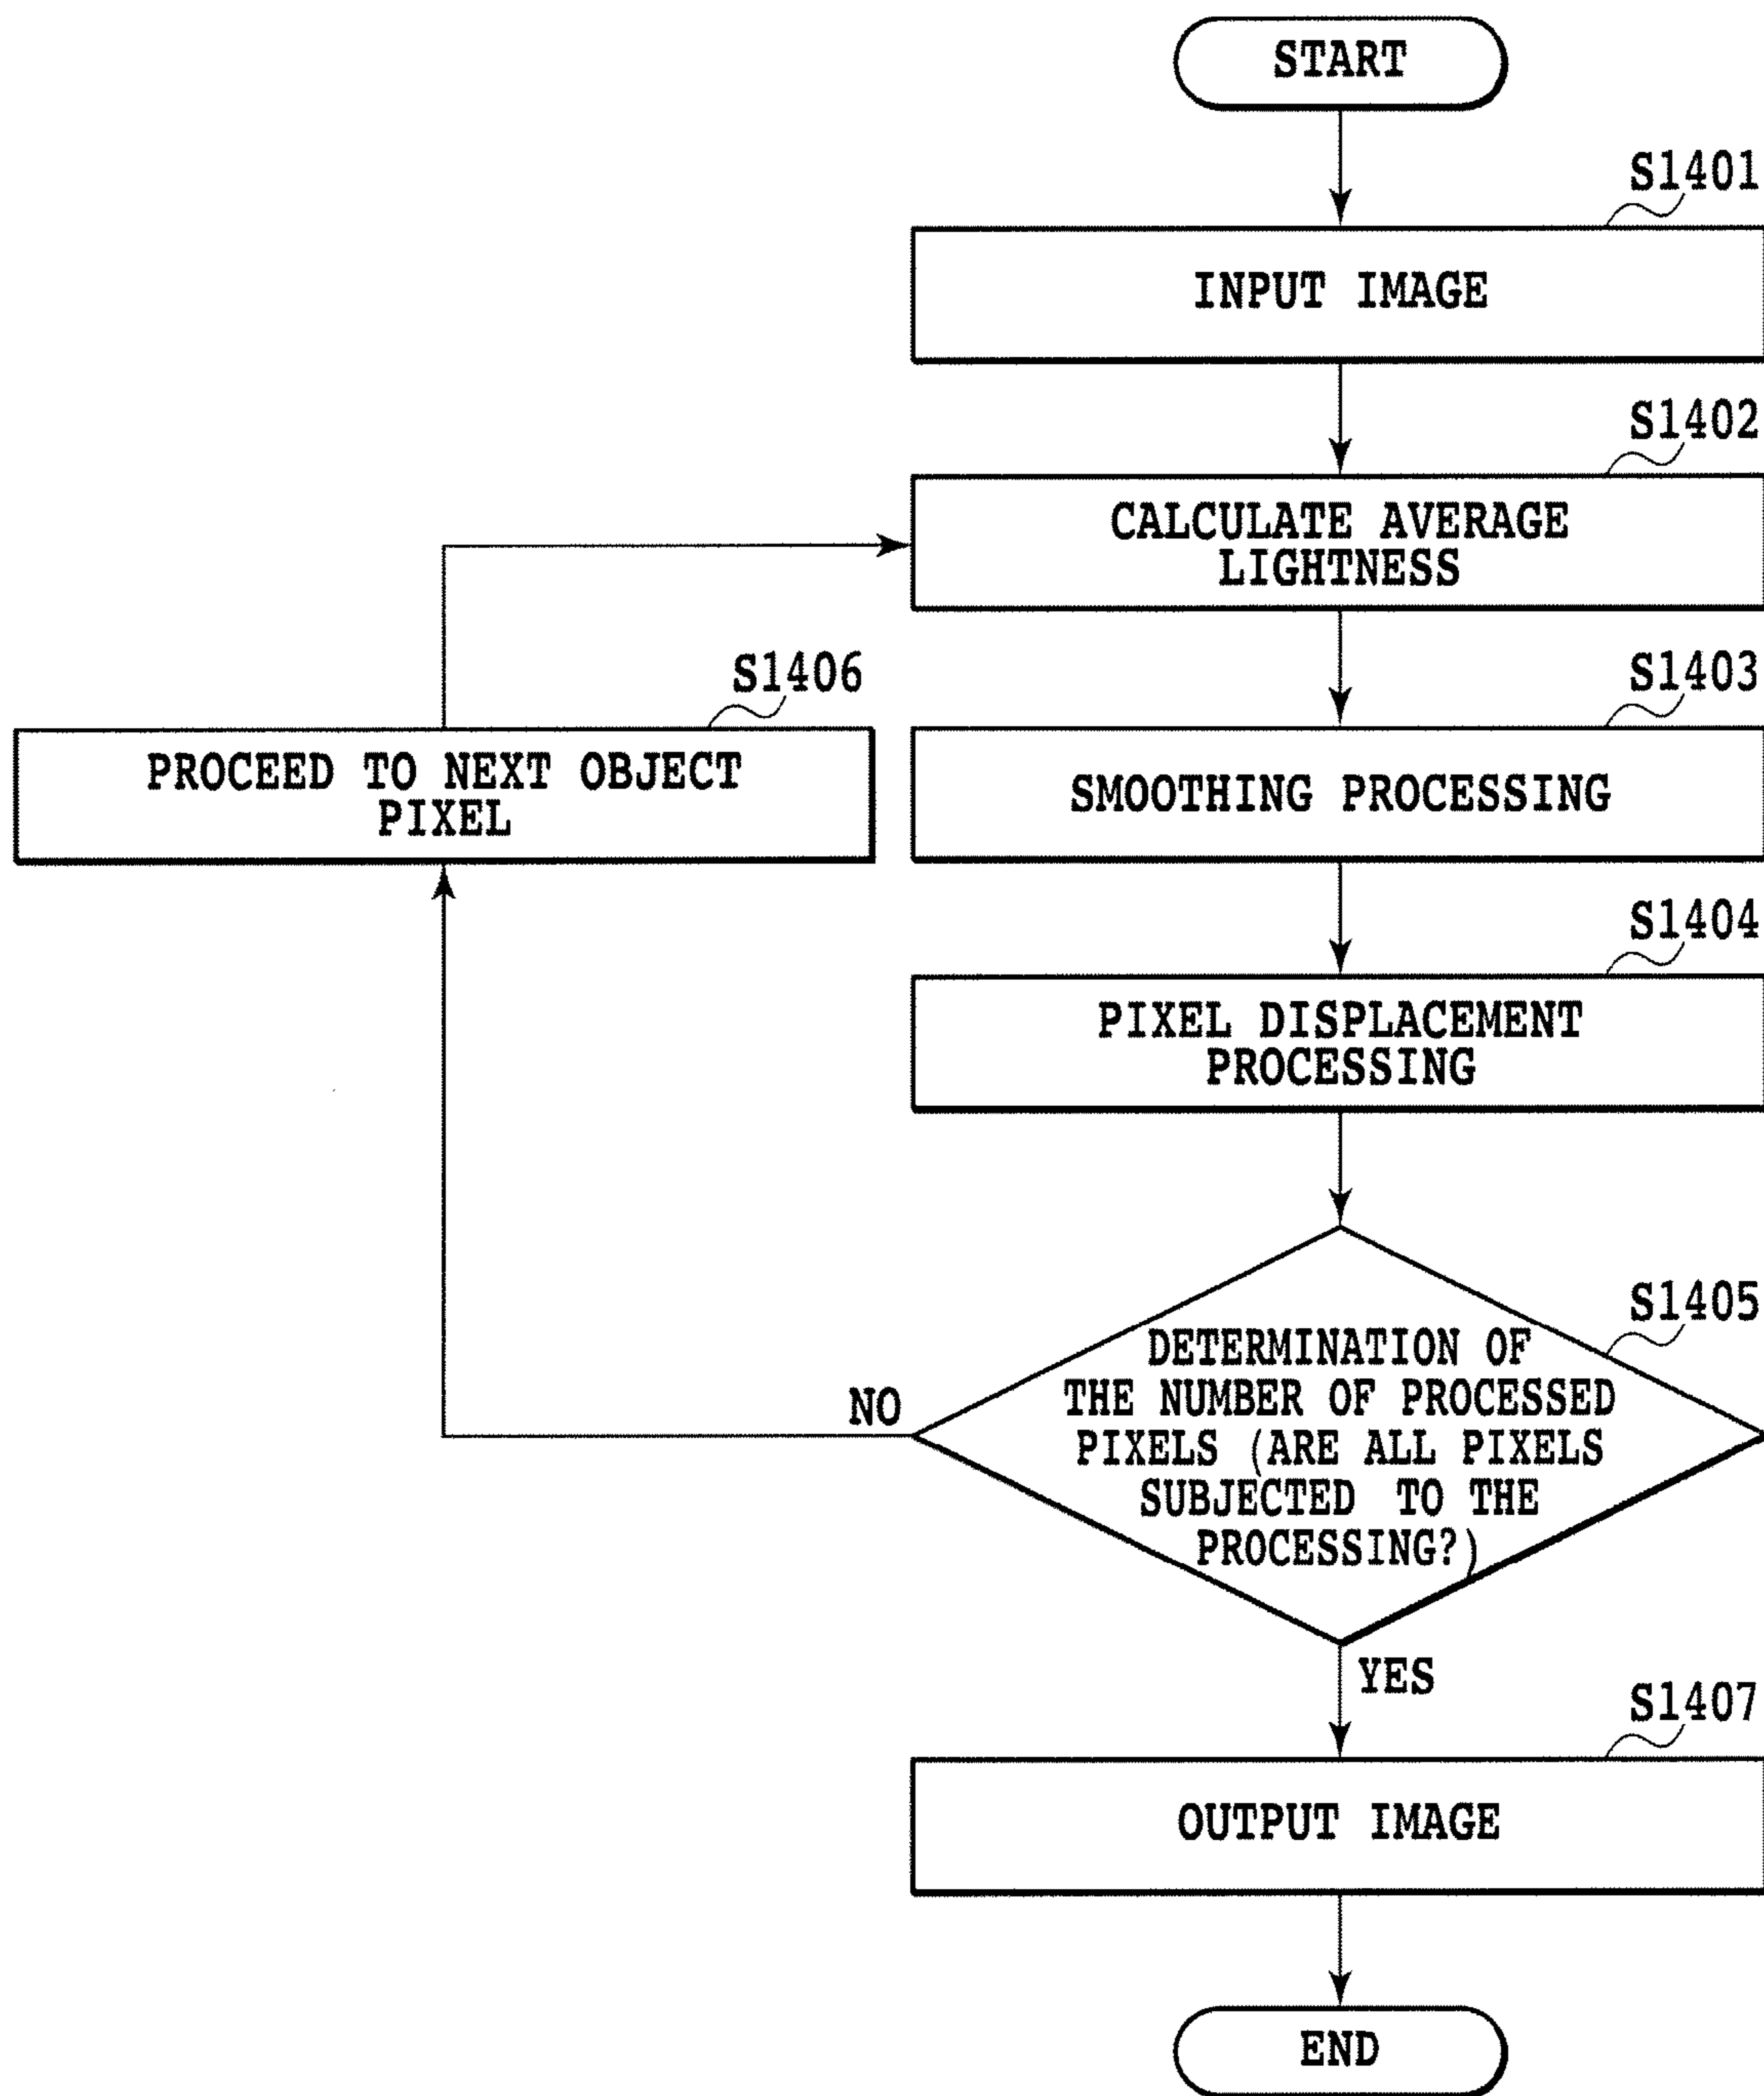 START
S1401
INPUT IMAGE
S1402
CALCULATE AVERAGE
LIGHTNESS
S1406
PROCEED TO NEXT OBJECT
PIXEL
S1403
SMOOTHING PROCESSING
S1404
PIXEL DISPLACEMENT
PROCESSING
S1405
DETERMINATION OF
THE NUMBER OF PROCESSED
PIXELS (ARE ALL PIXELS
SUBJECTED TO THE
PROCESSING?)
NO
YES
S1407
OUTPUT IMAGE
END